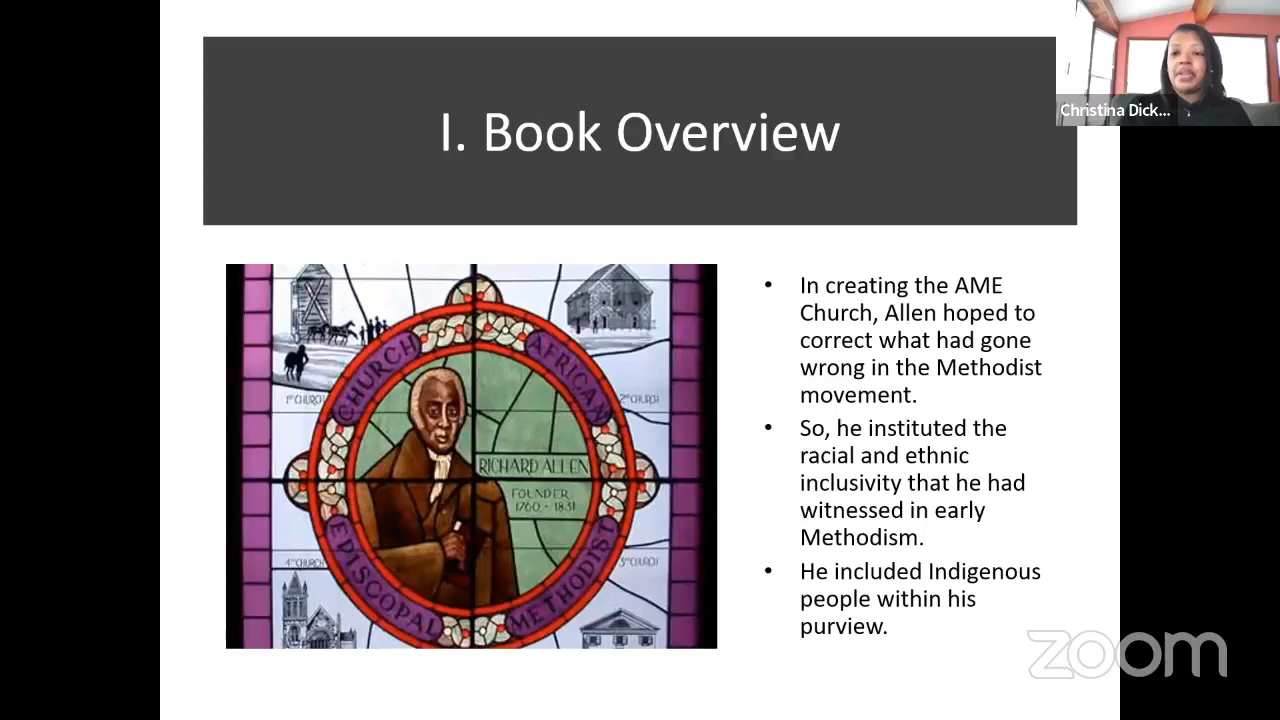 I. Book Overview
Christina Dick...
CHURCH
AFRICAN
1ST CHURCH
2ND CHURCH
RICHARD ALLEN
FOUNDER
1760 - 1831
EPISCOPAL
METHODIST
4TH CHURCH
3RD CHURCH
• In creating the AME
Church, Allen hoped to
correct what had gone
wrong in the Methodist
movement.
• So, he instituted the
racial and ethnic
inclusivity that he had
witnessed in early
Methodism.
• He included Indigenous
people within his
purview.
zoom